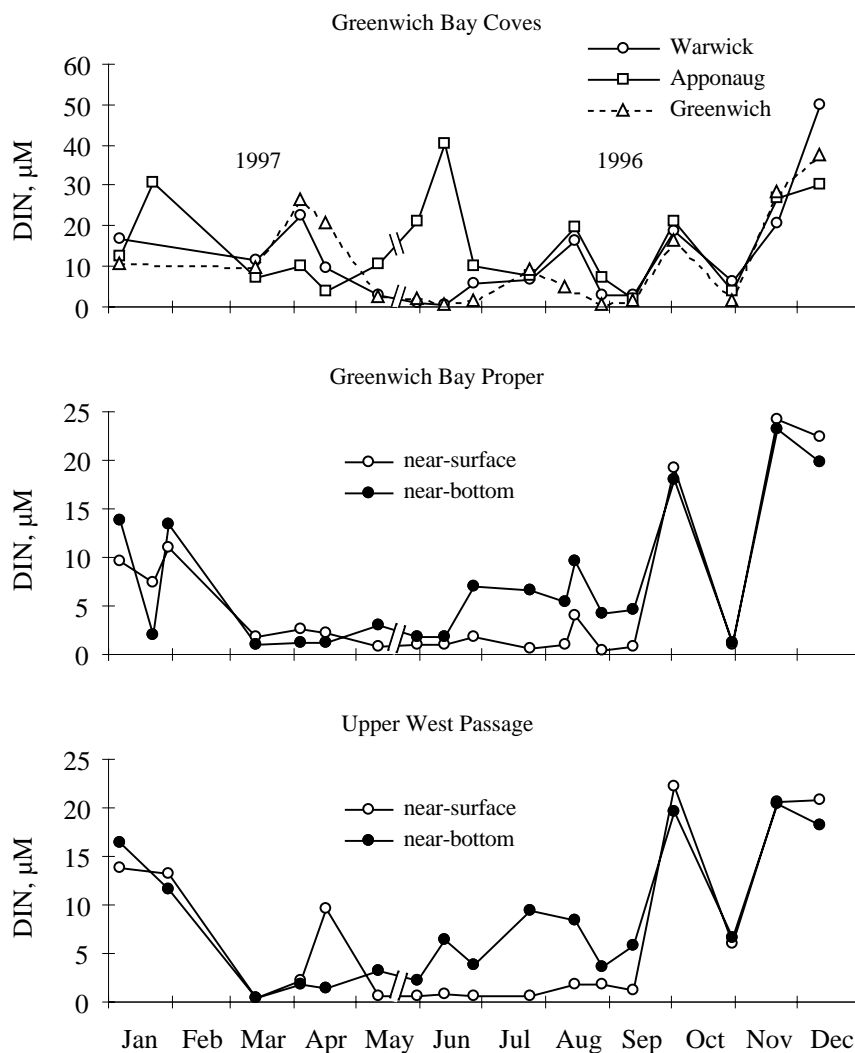 Greenwich Bay Coves
Warwick
Apponaug
Greenwich
60
50
40
30
20
10
0
DIN, µM
1997
1996
Greenwich Bay Proper
near-surface
near-bottom
25
20
15
10
5
0
DIN, µM
Upper West Passage
near-surface
near-bottom
25
20
15
10
5
0
DIN, µM
Jan Feb Mar Apr May Jun Jul Aug Sep Oct Nov Dec